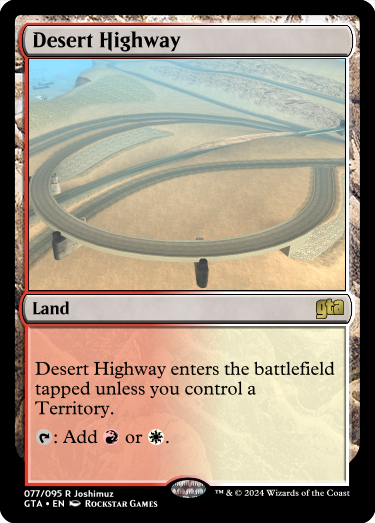 Desert Highway
Land
gta
Desert Highway enters the battlefield
tapped unless you control a
Territory.
: Add or .
077/095 R Joshimuz
GTA • EN Rockstar Games
™ & © 2024 Wizards of the Coast